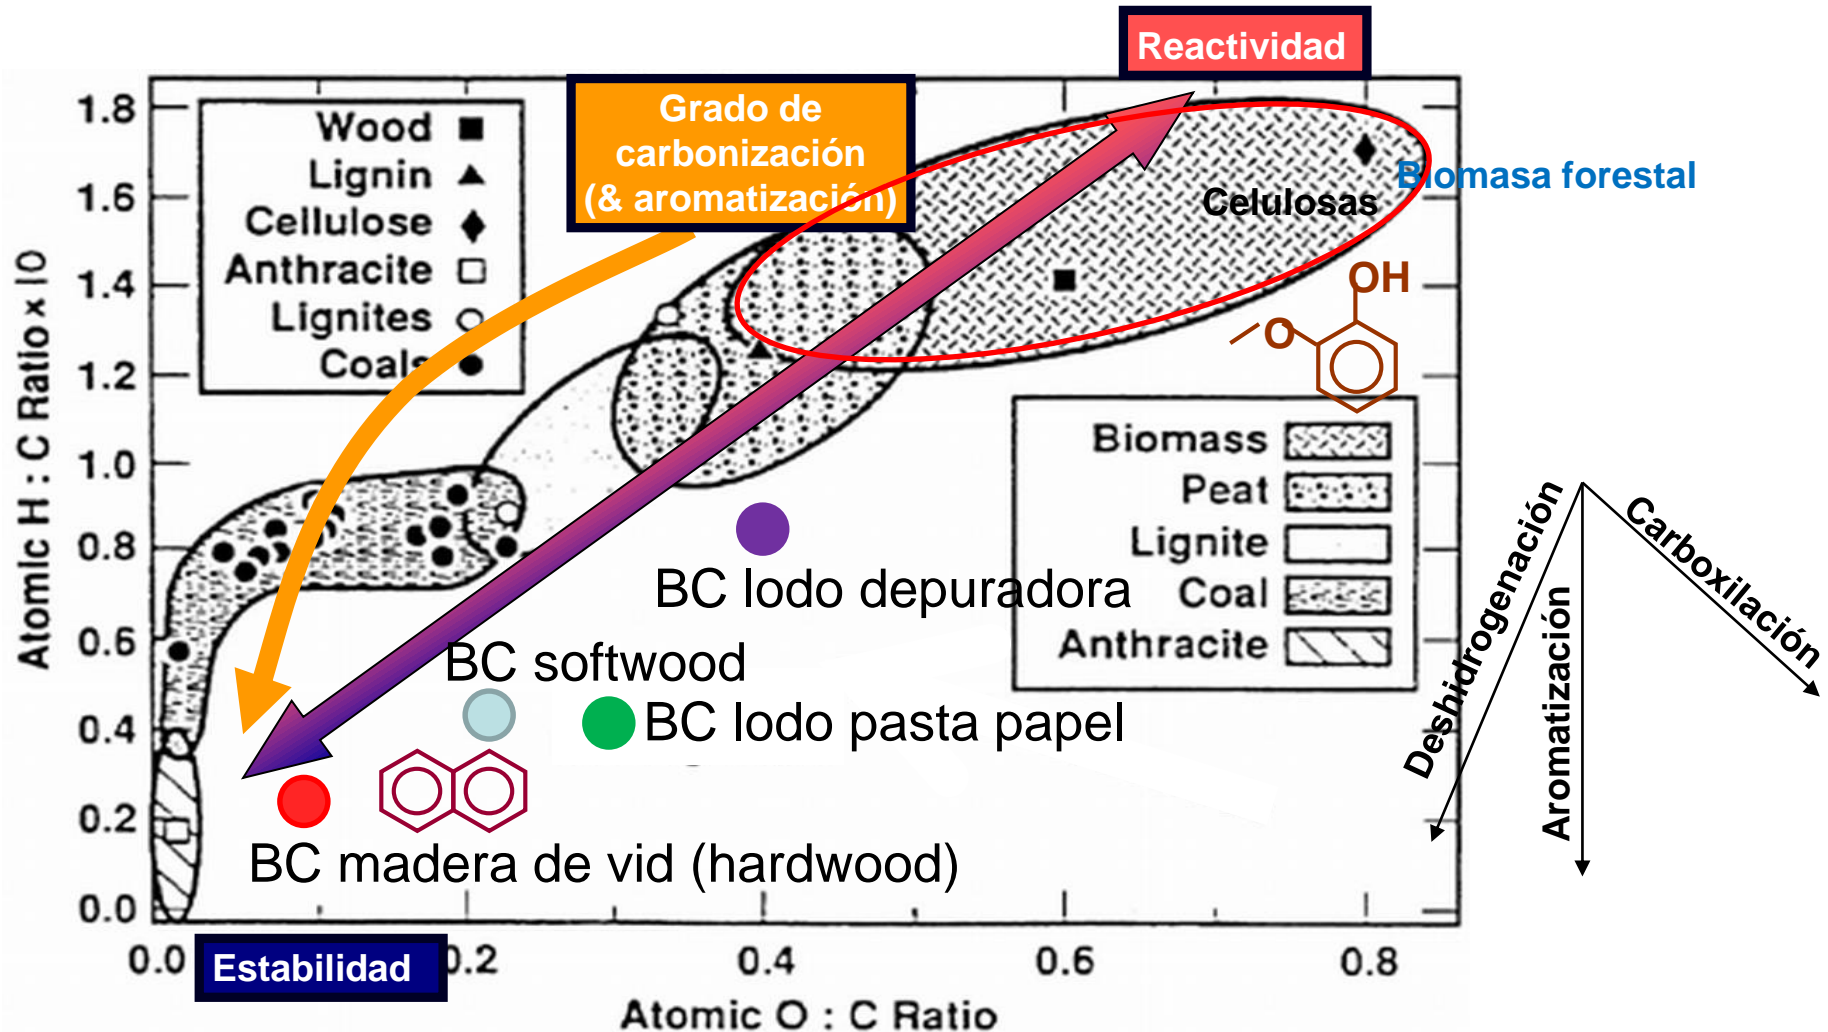 Reactividad
Grado de
carbonización
(& aromatización)
Wood
Lignin
Cellulose
Anthracite
Lignites
Coals
Biomasa forestal
Celulosas
OH
O
Biomass
Peat
Lignite
Coal
Anthracite
BC lodo depuradora
BC softwood
BC lodo pasta papel
BC madera de vid (hardwood)
Deshidrogenación
Aromatización
Carboxilación
Atomic H : C Ratio × 10
1.8
1.6
1.4
1.2
1.0
0.8
0.6
0.4
0.2
0.0
0.0
Estabilidad
0.2
0.4
0.6
0.8
Atomic O : C Ratio